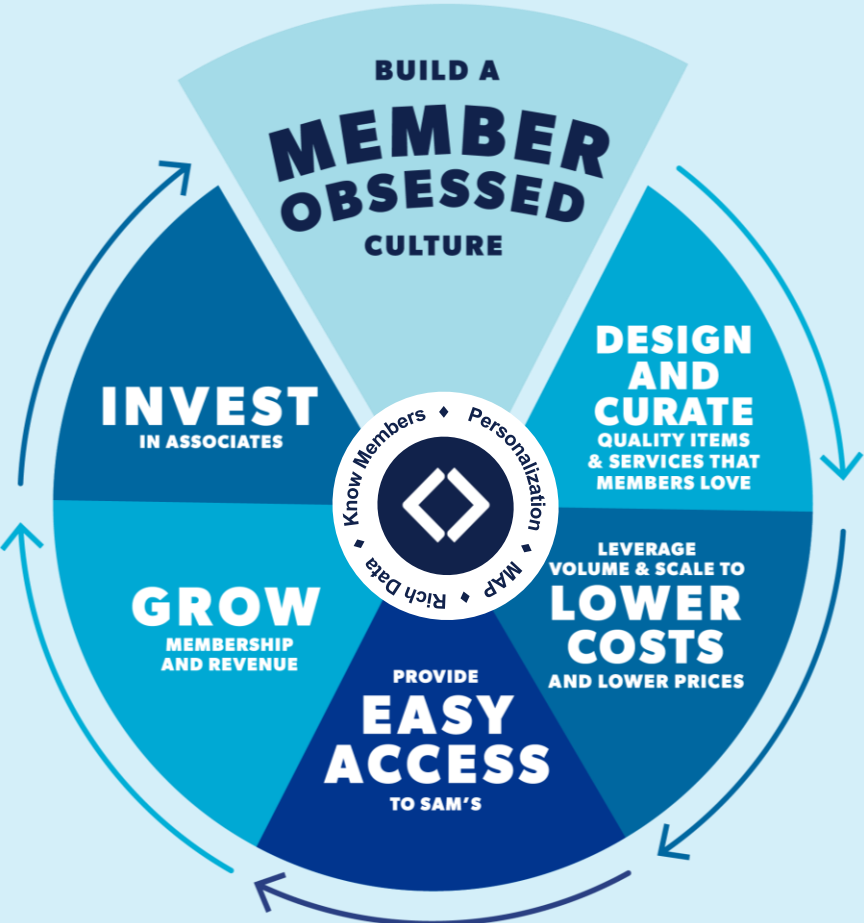 BUILD A
MEMBER
OBSESSED
CULTURE
DESIGN
AND
CURATE
QUALITY ITEMS
& SERVICES THAT
MEMBERS LOVE
LEVERAGE
VOLUME & SCALE TO
LOWER
COSTS
AND LOWER PRICES
PROVIDE
EASY
ACCESS
TO SAM'S
GROW
MEMBERSHIP
AND REVENUE
INVEST
IN ASSOCIATES
Know Members ♦ Personalization ♦ MAP ♦ Rich Data ♦